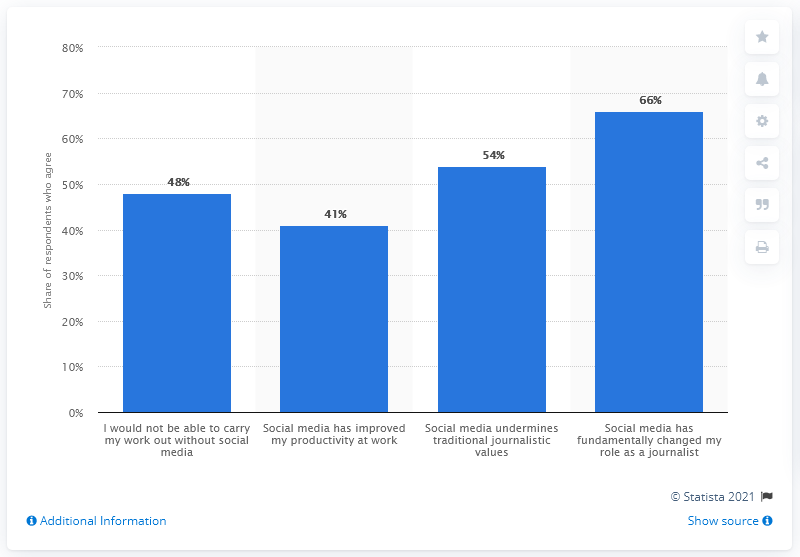 80%
70%
60%
50%
40%
30%
20%
10%
0%
Share of respondents who agree
48%
41%
54%
66%
I would not be able to carry
my work out without social
media
Social media has improved
my productivity at work
Social media undermines
traditional journalistic
values
Social media has
fundamentally changed my
role as a journalist
© Statista 2021
Additional Information
Show source